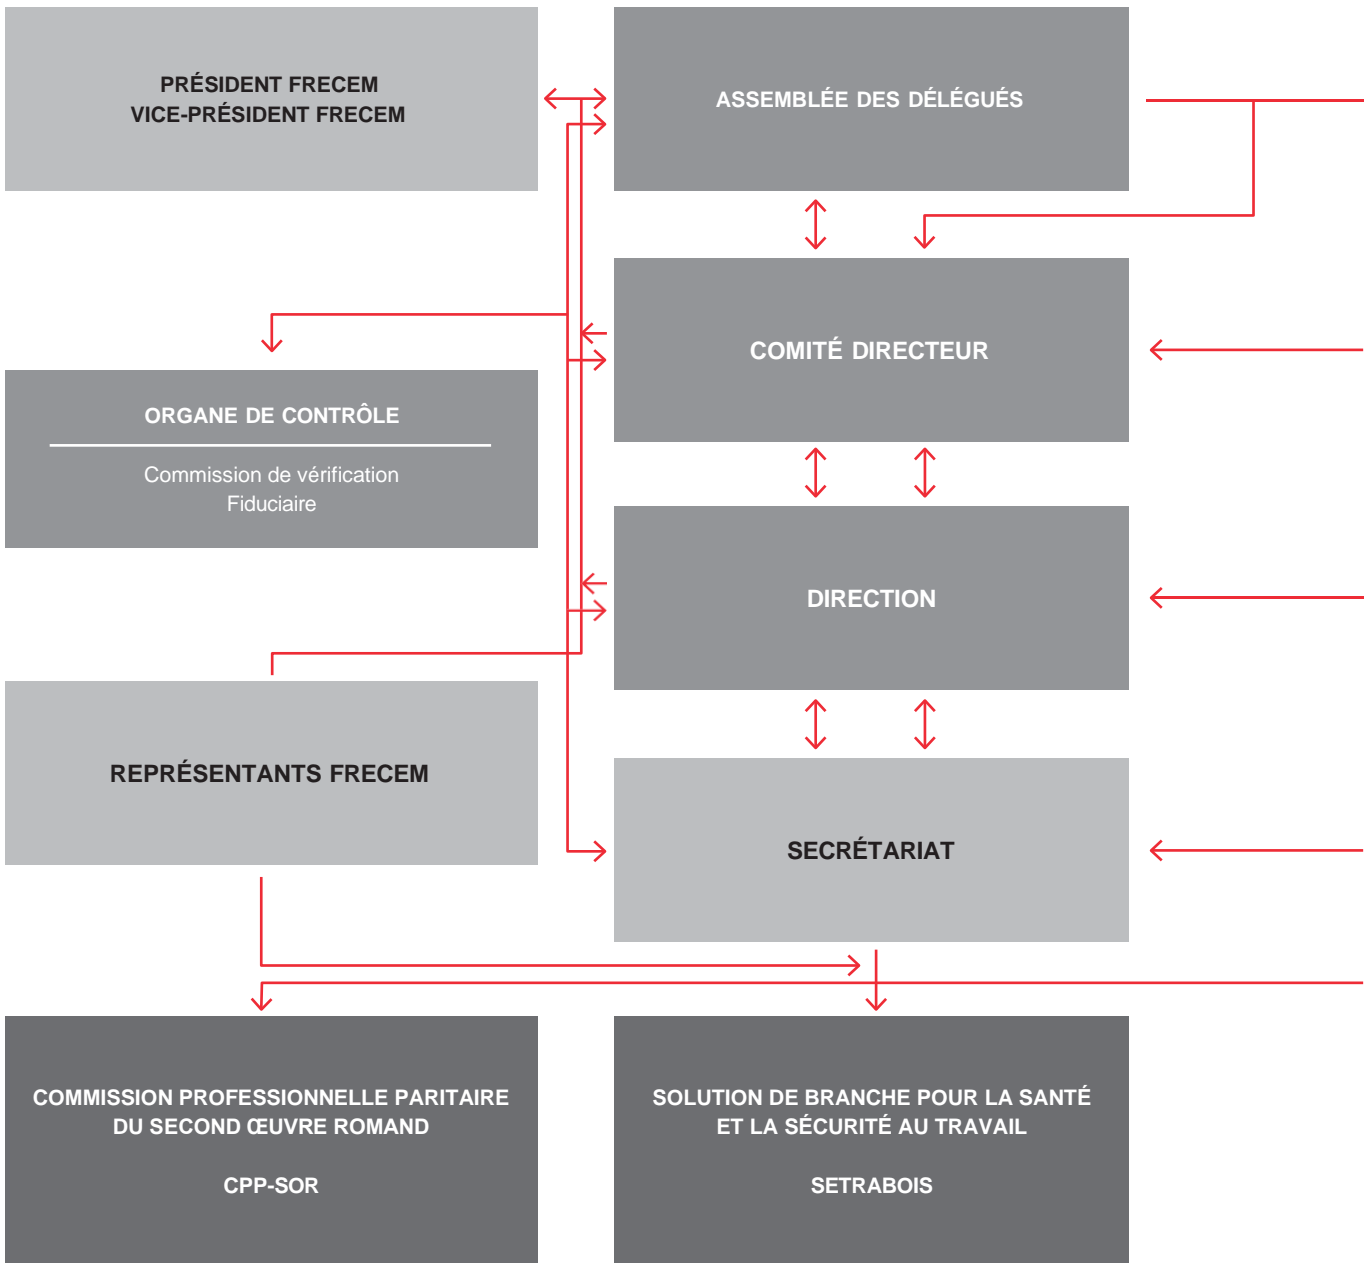 PRÉSIDENT FRECEM
VICE-PRÉSIDENT FRECEM
ASSEMBLÉE DES DÉLÉGUÉS
COMITÉ DIRECTEUR
ORGANE DE CONTRÔLE
Commission de vérification
Fiduciaire
DIRECTION
REPRÉSENTANTS FRECEM
SECRÉTARIAT
COMMISSION PROFESSIONNELLE PARITAIRE
DU SECOND ŒUVRE ROMAND
CPP-SOR
SOLUTION DE BRANCHE POUR LA SANTÉ
ET LA SÉCURITÉ AU TRAVAIL
SETRABOIS